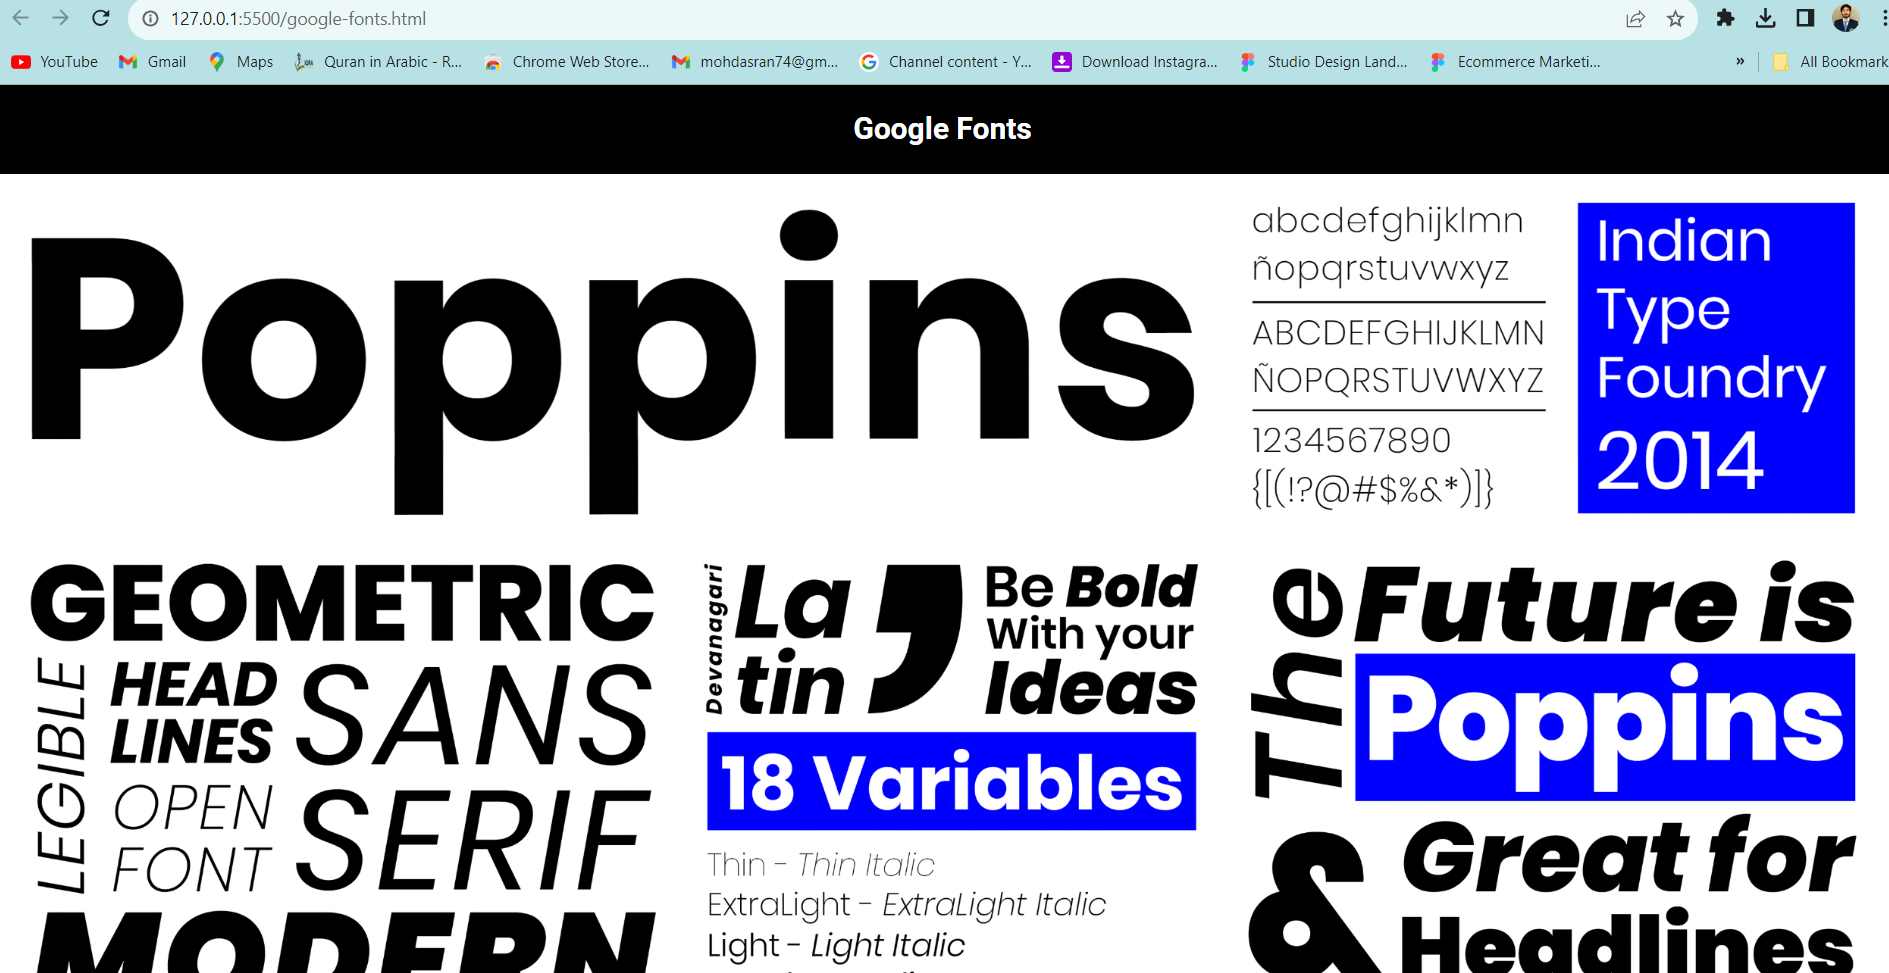 127.0.0.1:5500/google-fonts.html
YouTube
Gmail
Maps
Quran in Arabic - R...
Chrome Web Store...
mohdasran74@gm...
Channel content - Y...
Download Instagra...
Studio Design Land...
Ecommerce Marketi...
»
All Bookmark
Google Fonts
Poppins
abcdefghijklmn
ñopqrstuvwxyz
ABCDEFGHIJKLMN
ÑOPQRSTUVWXYZ
1234567890
{[(!?@#$%&*)]}
Indian
Type
Foundry
2014
GEOMETRIC
LEGIBLE
HEAD
LINES
SANS
OPEN
FONT
SERIF
MODERN
Devanagari
La
tin
,
Be Bold
With your
Ideas
18 Variables
Thin - Thin Italic
ExtraLight - ExtraLight Italic
Light - Light Italic
The
Future is
Poppins
&
Great for
Headlines